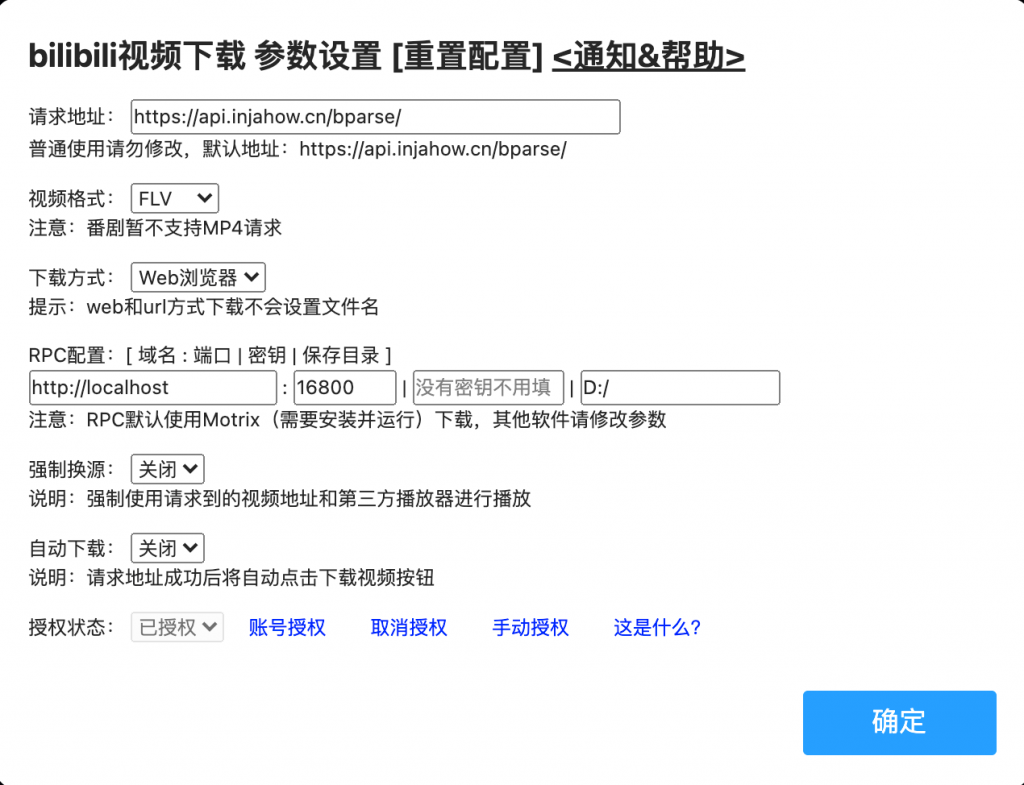 bilibili视频下载 参数设置 [重置配置] <通知&帮助>
请求地址： https://api.injahow.cn/bparse/
普通使用请勿修改，默认地址：https://api.injahow.cn/bparse/
视频格式： FLV
注意：番剧暂不支持MP4请求
下载方式： Web浏览器
提示：web和url方式下载不会设置文件名
RPC配置：[ 域名 : 端口 | 密钥 | 保存目录 ]
http://localhost : 16800 | 没有密钥不用填 | D:/
注意：RPC默认使用Motrix（需要安装并运行）下载，其他软件请修改参数
强制换源： 关闭
说明：强制使用请求到的视频地址和第三方播放器进行播放
自动下载： 关闭
说明：请求地址成功后将自动点击下载视频按钮
授权状态： 已授权 账号授权 取消授权 手动授权 这是什么?
确定